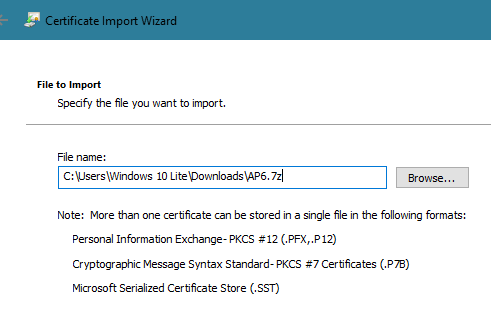 Certificate Import Wizard
File to Import
Specify the file you want to import.
File name:
C:\Users\Windows 10 Lite\Downloads\AP6.7z
Browse...
Note:  More than one certificate can be stored in a single file in the following formats:
Personal Information Exchange- PKCS #12 (.PFX,.P12)
Cryptographic Message Syntax Standard- PKCS #7 Certificates (.P7B)
Microsoft Serialized Certificate Store (.SST)